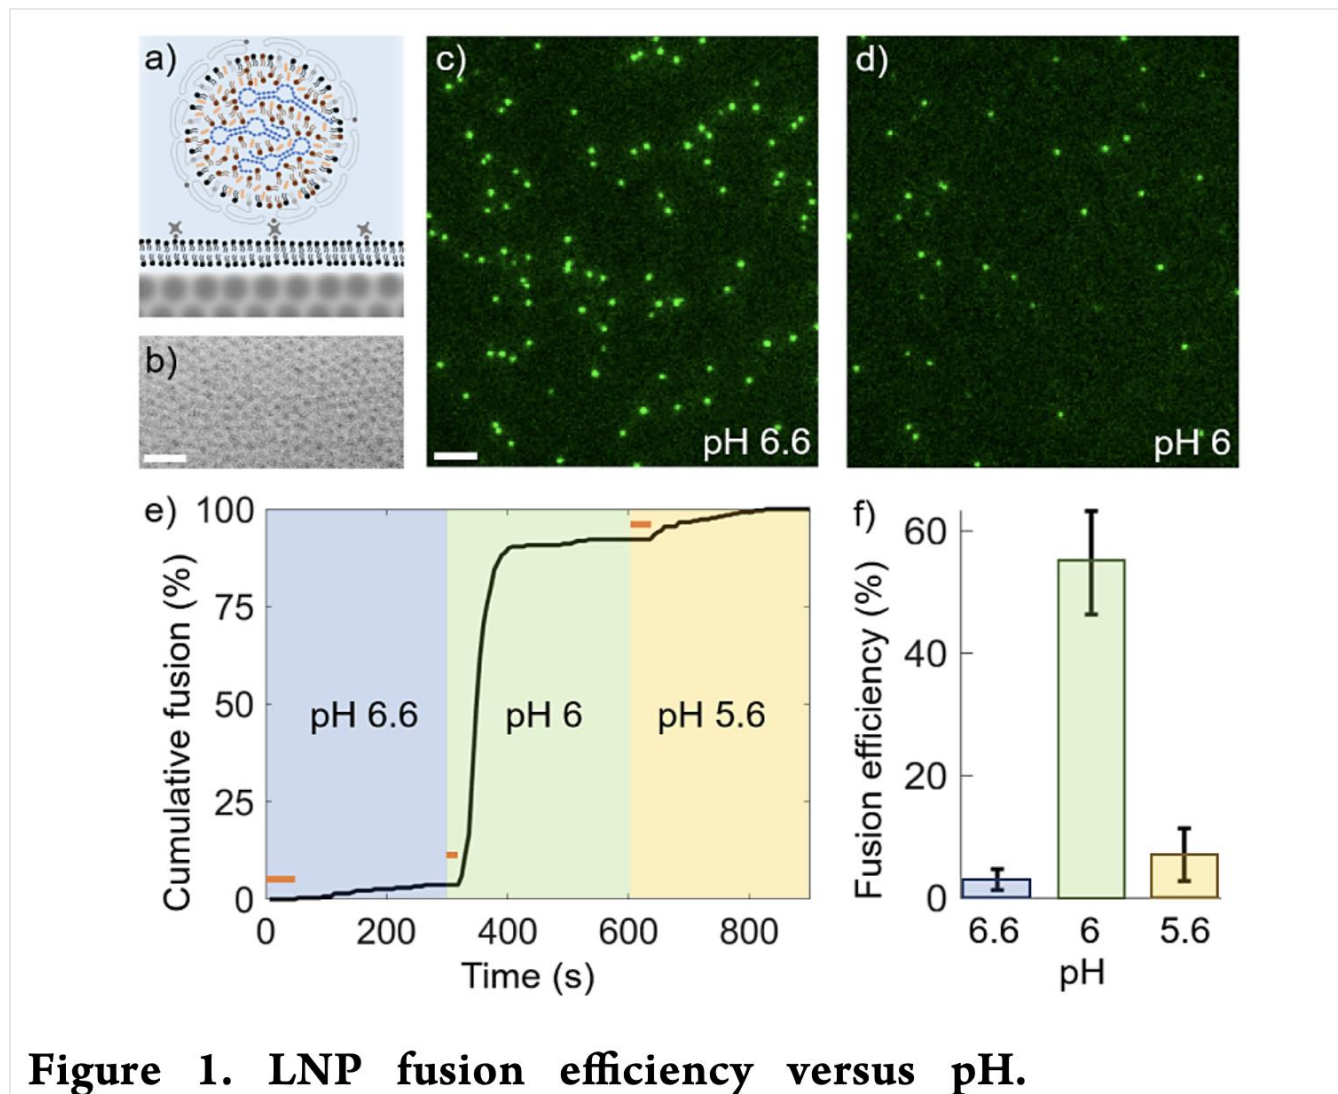 a)
b)
c)
pH 6.6
d)
pH 6
e)
Cumulative fusion (%)
100
75
50
25
0
pH 6.6
pH 6
pH 5.6
0 200 400 600 800
Time (s)
f)
Fusion efficiency (%)
60
40
20
0
6.6 6 5.6
pH
Figure 1. LNP fusion efficiency versus pH.